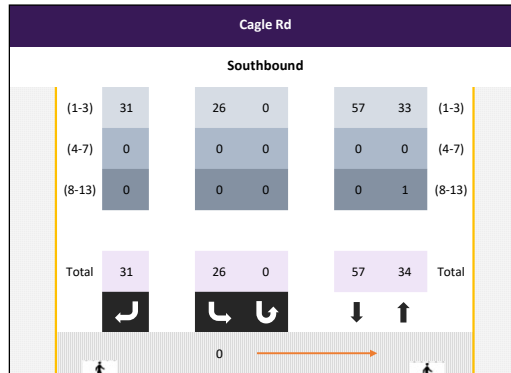 Cagle Rd
Southbound
(1-3) 31 26 0 57 33 (1-3)
(4-7) 0 0 0 0 0 (4-7)
(8-13) 0 0 0 0 1 (8-13)
Total 31 26 0 57 34 Total
0